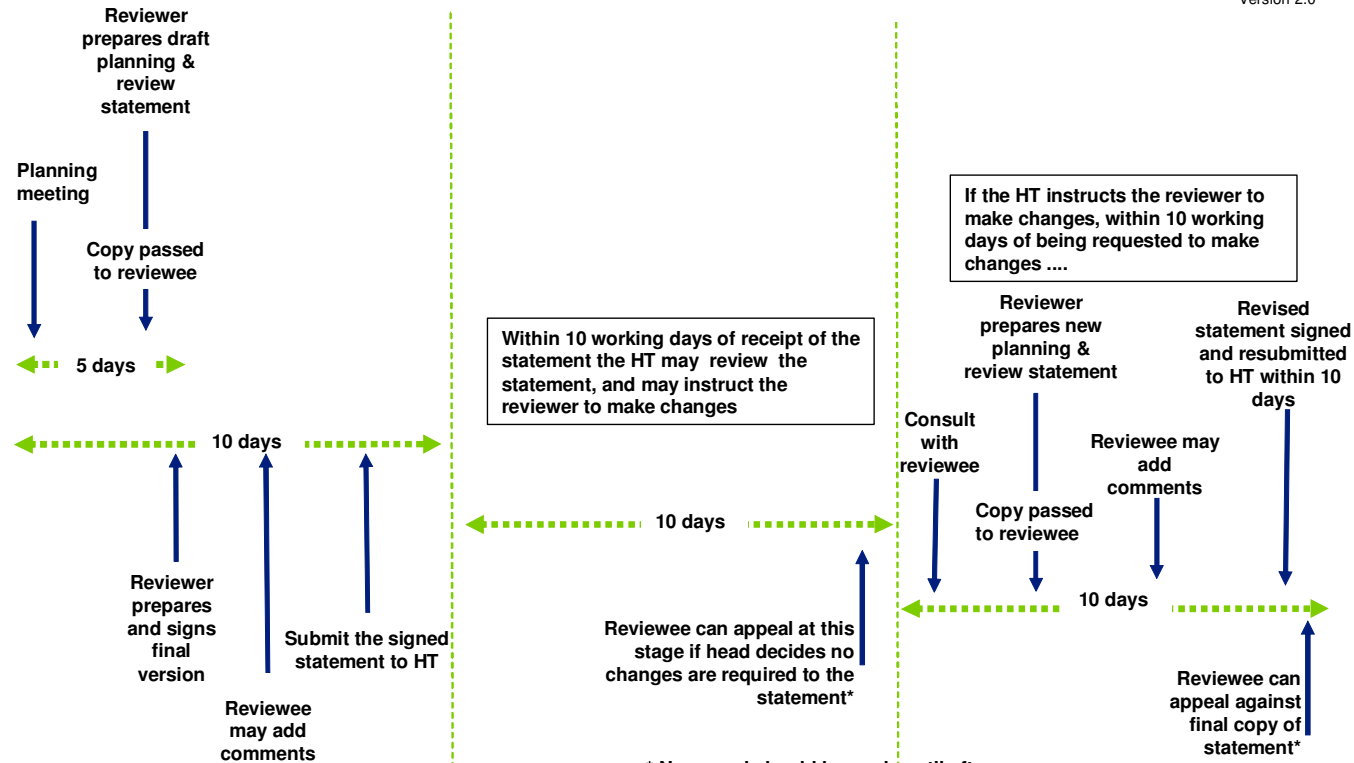 Version 2.0
Reviewer
prepares draft
planning &
review
statement
Planning
meeting
Copy passed
to reviewee
5 days
10 days
Reviewer
prepares
and signs
final
version
Reviewee
may add
comments
Submit the signed
statement to HT
Within 10 working days of receipt of the
statement the HT may review the
statement, and may instruct the
reviewer to make changes
10 days
Reviewee can appeal at this
stage if head decides no
changes are required to the
statement*
If the HT instructs the reviewer to
make changes, within 10 working
days of being requested to make
changes ....
Consult
with
reviewee
Reviewer
prepares new
planning &
review statement
Copy passed
to reviewee
Reviewee may
add
comments
Revised
statement signed
and resubmitted
to HT within 10
days
10 days
Reviewee can
appeal against
final copy of
statement*